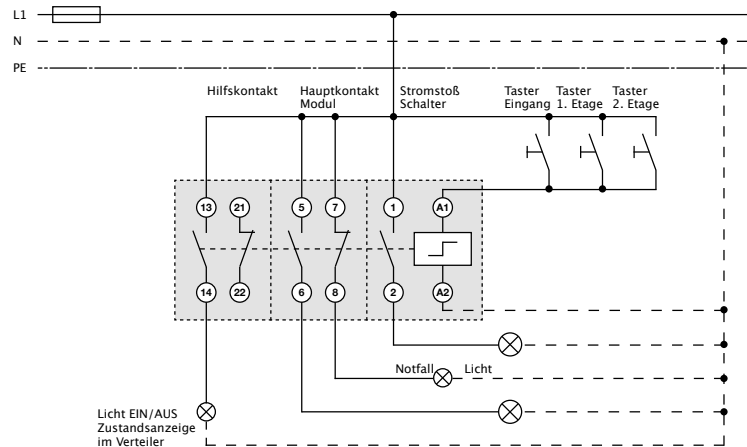 L1
N
PE
Hilfskontakt
Hauptkontakt
Modul
Stromstoß
Schalter
Taster
Eingang
Taster
1. Etage
Taster
2. Etage
13
21
5
7
1
A1
14
22
6
8
2
A2
Notfall
Licht
Licht EIN/AUS
Zustandsanzeige
im Verteiler